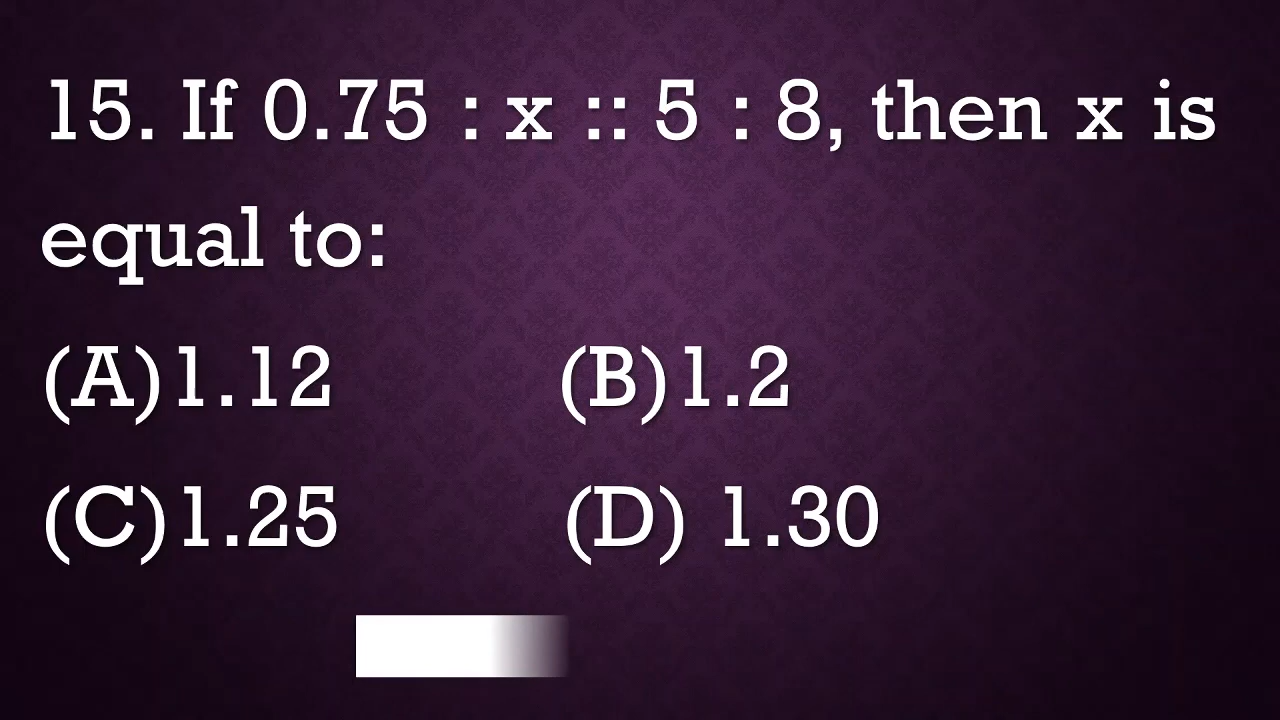 15. If 0.75 : x :: 5 : 8, then x is
equal to:
(A)1.12 (B)1.2
(C)1.25 (D) 1.30